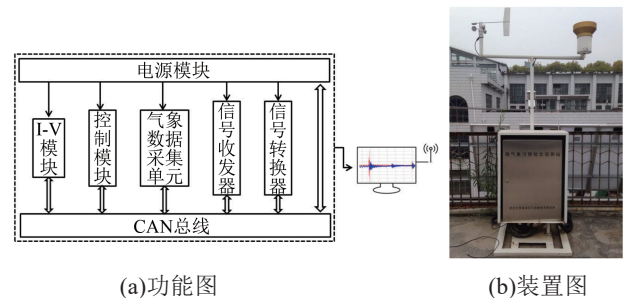 电源模块
I-V
模块
控制模块
气象
数据
采集
单元
信号收发器
信号转换器
CAN总线
(a)功能图
(b)装置图